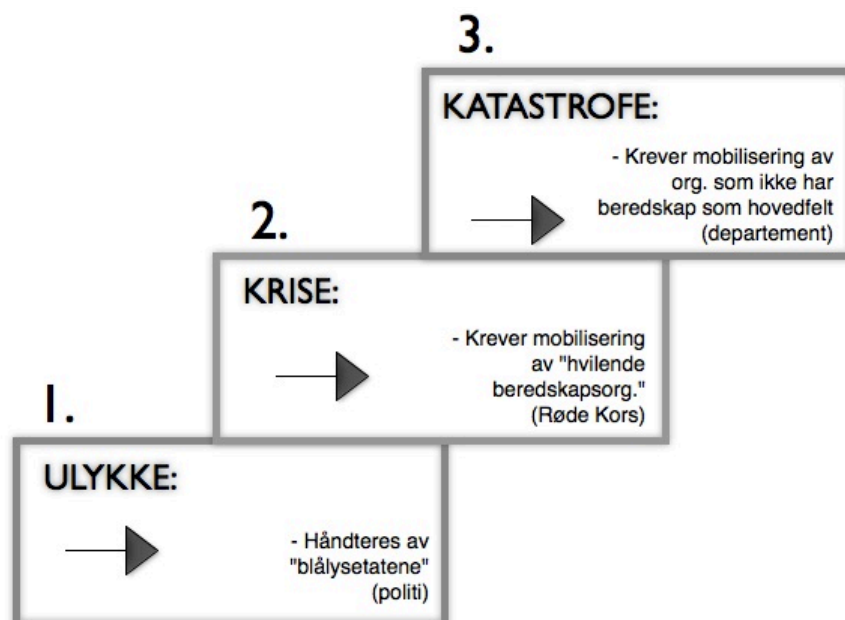 3.
KATASTROFE:
- Krever mobilisering av
org. som ikke har
beredskap som hovedfelt
(departement)
2.
KRISE:
- Krever mobilisering
av "hvilende
beredskapsorg."
(Røde Kors)
1.
ULYKKE:
- Håndteres av
"blålysetatene"
(politi)